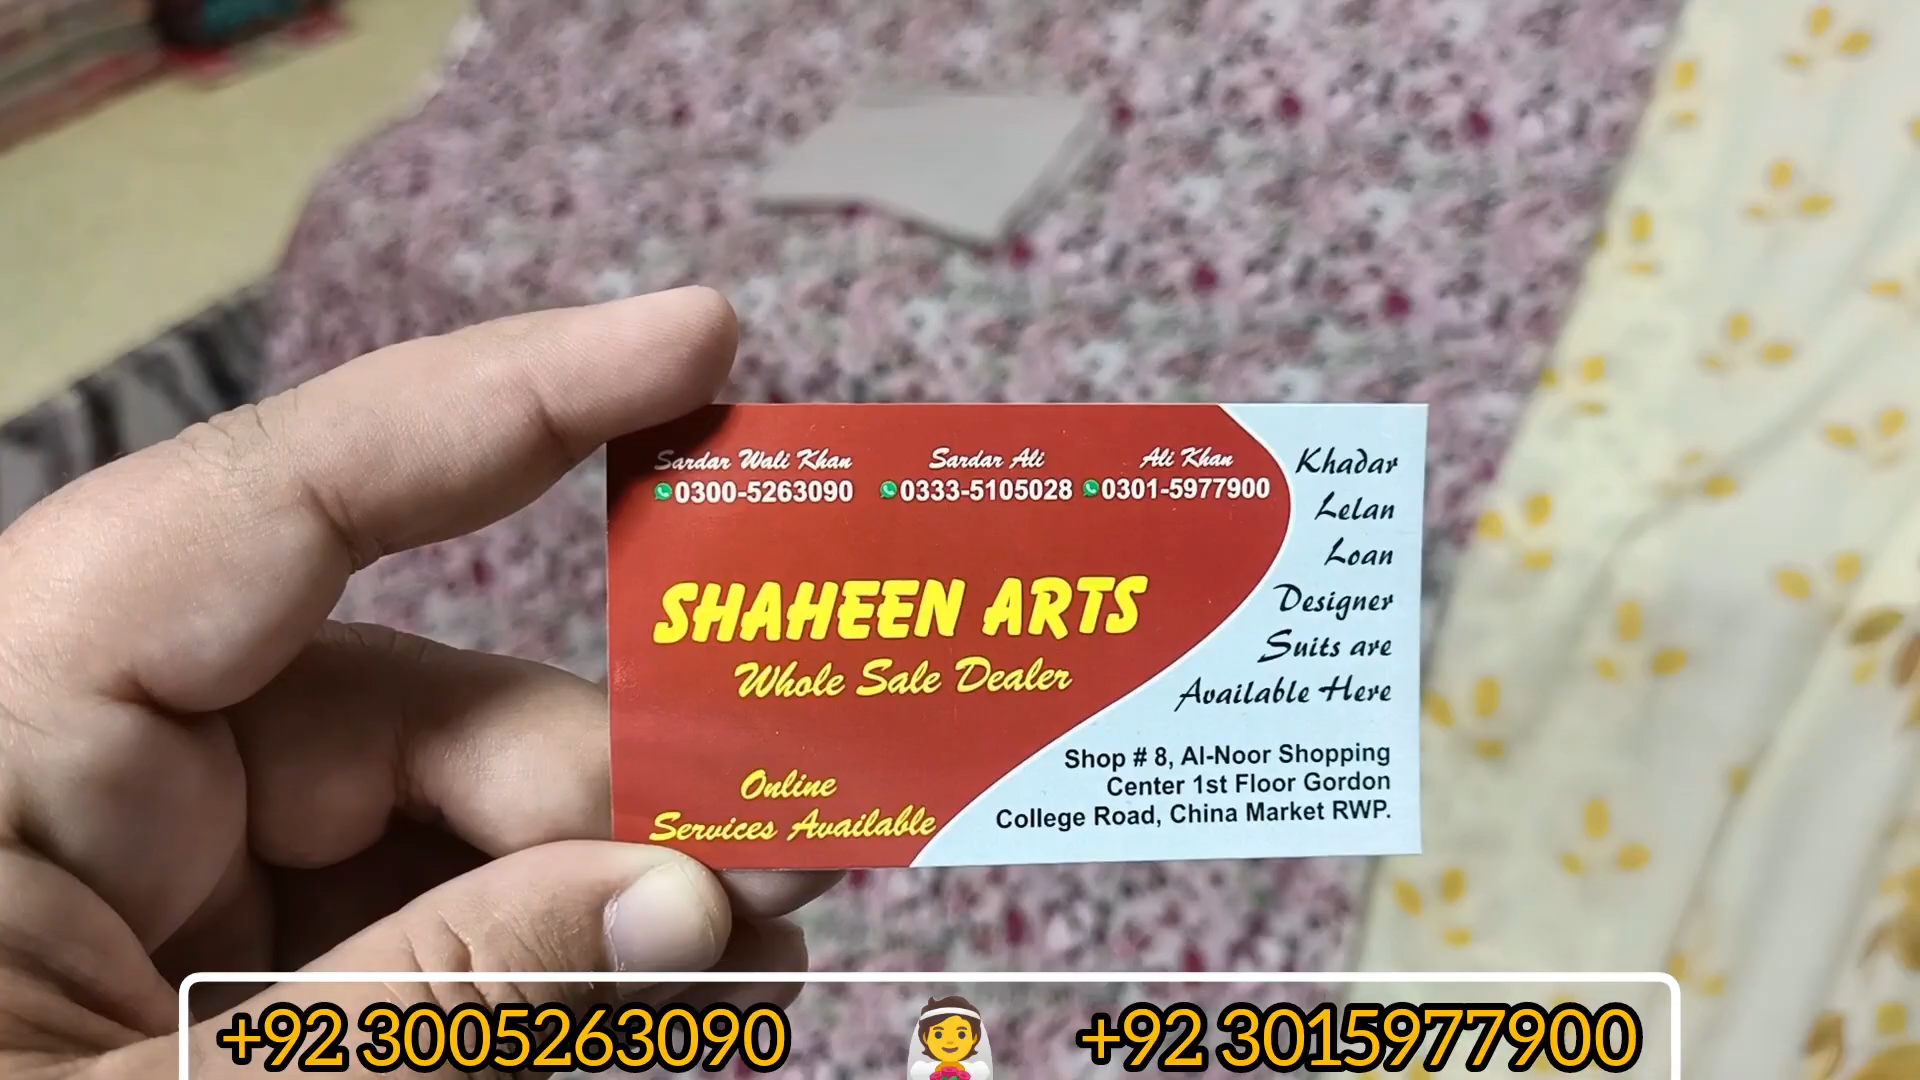 Sardar Wali Khan
0300-5263090
Sardar Ali
0333-5105028
Ali Khan
0301-5977900
SHAHEEN ARTS
Whole Sale Dealer
Online
Services Available
Khadar
Lelan
Loan
Designer
Suits are
Available Here
Shop # 8, Al-Noor Shopping
Center 1st Floor Gordon
College Road, China Market RWP.
+92 3005263090
+92 3015977900